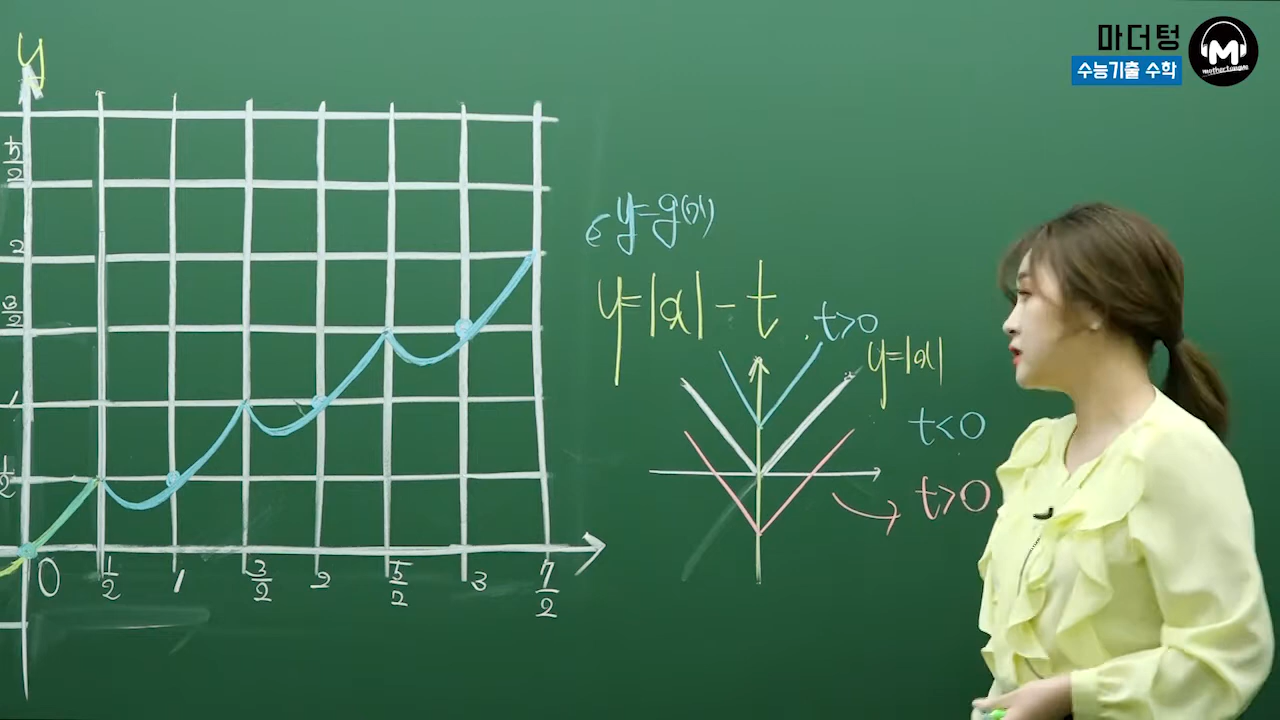 마더텅
수능기출 수학
M
mothertongue
y
5/2
2
3/2
1
1/2
0 1/2 1 3/2 2 5/2 3 7/2
y=g(x)
y=|x|-t
t>0
y=|x|
t<0
t>0